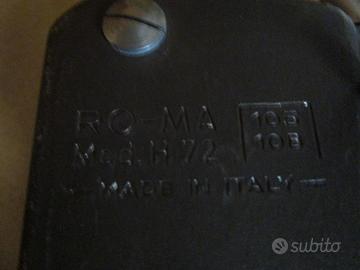 RO-MA 105
Mod. H 72 108
MADE IN ITALY
subito